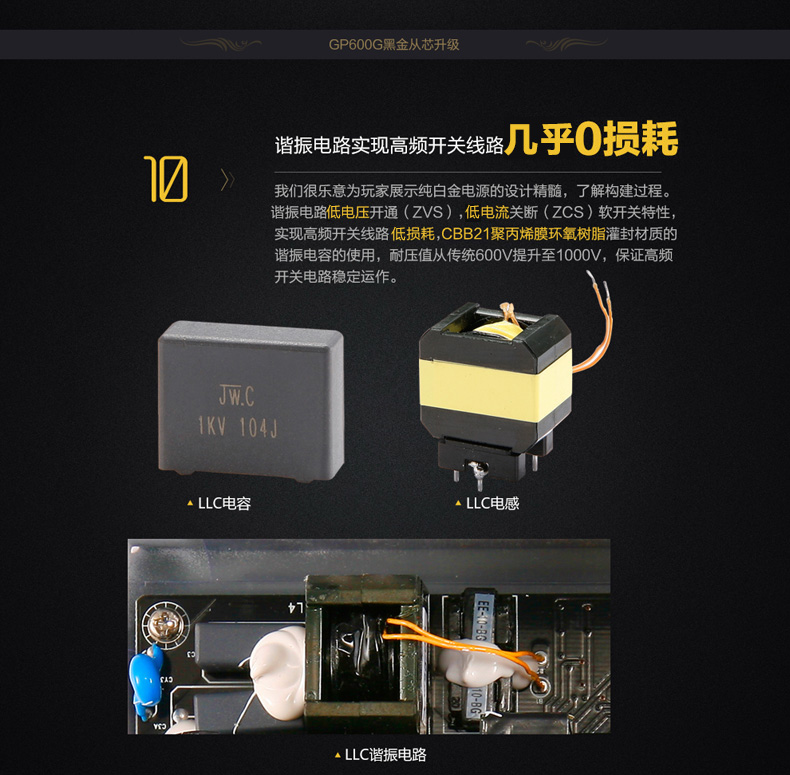 GP600G黑金从芯升级
谐振电路实现高频开关线路几乎0损耗
10
我们很乐意为玩家展示纯白金电源的设计精髓，了解构建过程。
谐振电路低电压开通（ZVS），低电流关断（ZCS）软开关特性，
实现高频开关线路低损耗，CBB21聚丙烯膜环氧树脂灌封材质的
谐振电容的使用，耐压值从传统600V提升至1000V，保证高频
开关电路稳定运作。
JW.C
1KV 104J
LLC电容
LLC电感
L4
C3
CY3
C3A
EE-10-BG
10-BG
LLC谐振电路